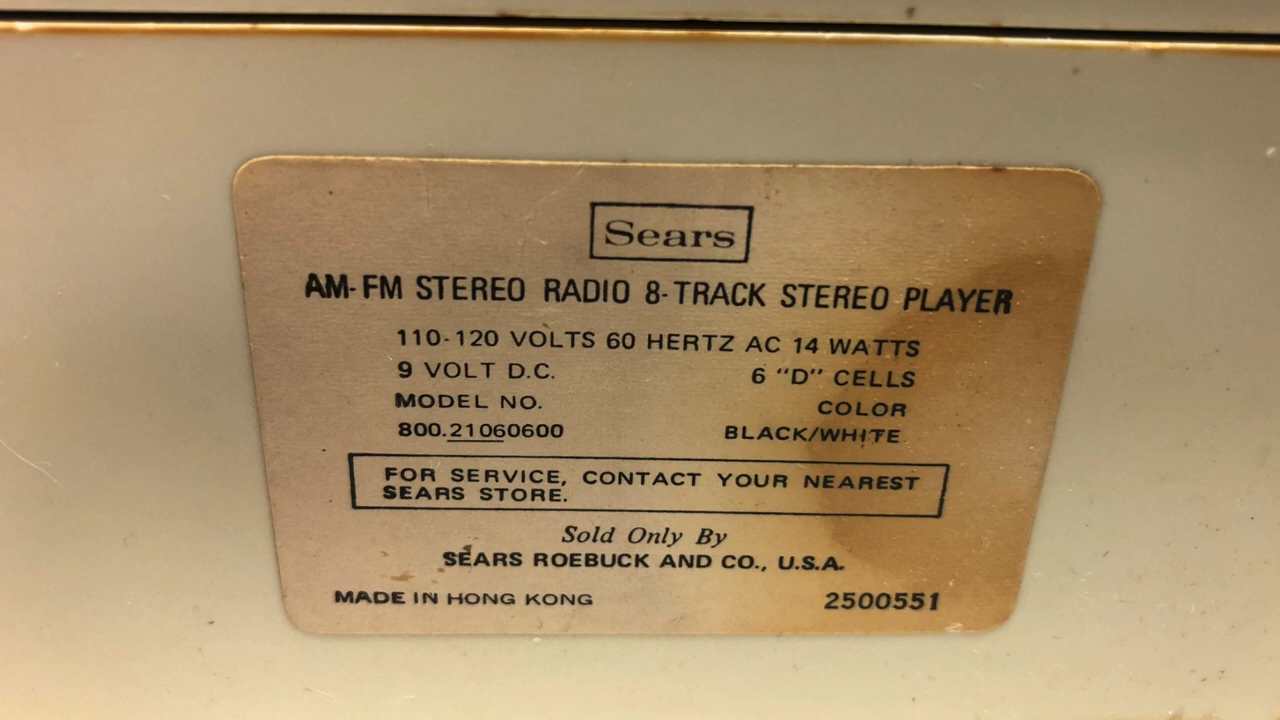 Sears
AM-FM STEREO RADIO 8-TRACK STEREO PLAYER
110-120 VOLTS 60 HERTZ AC 14 WATTS
9 VOLT D.C. 6 "D" CELLS
MODEL NO. COLOR
800.21060600 BLACK/WHITE
FOR SERVICE, CONTACT YOUR NEAREST
SEARS STORE.
Sold Only By
SEARS ROEBUCK AND CO., U.S.A.
MADE IN HONG KONG 2500551